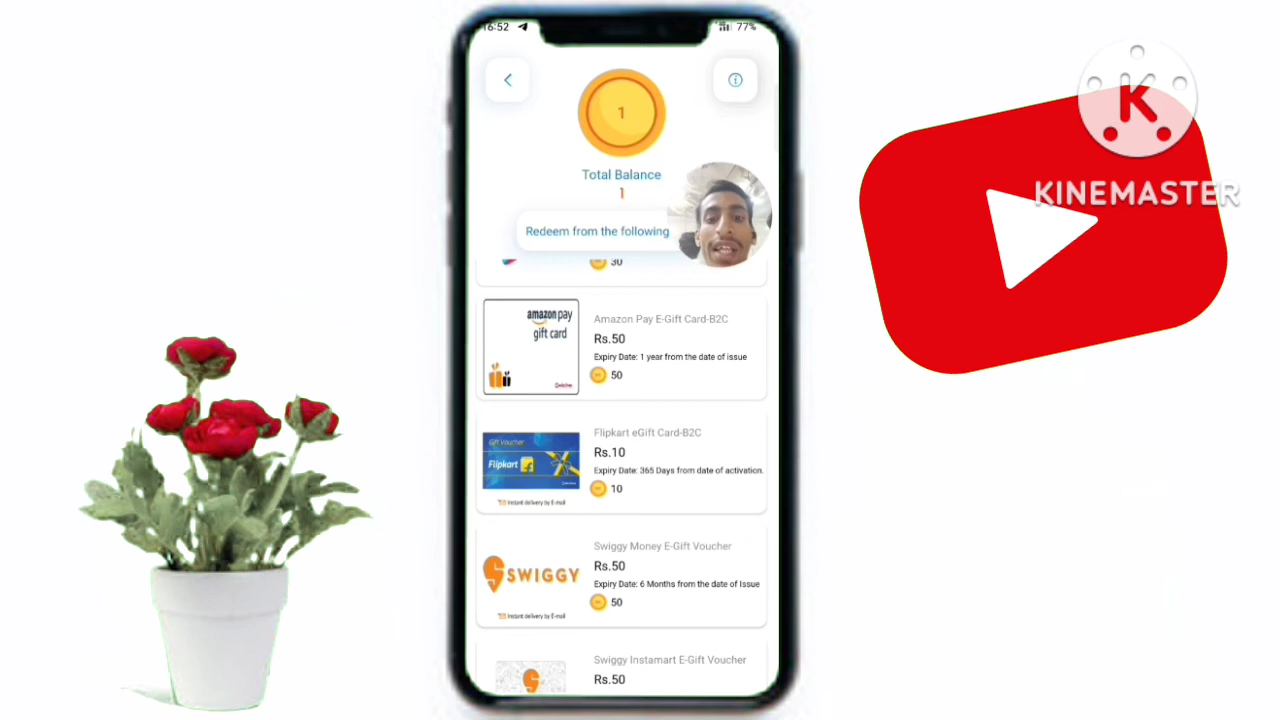 16:52
77%
1
Total Balance
1
Redeem from the following
30
amazon pay
gift card
Amazon Pay E-Gift Card-B2C
Rs.50
Expiry Date: 1 year from the date of issue
50
Gift Voucher
Flipkart
Instant delivery by E-mail
Flipkart eGift Card-B2C
Rs.10
Expiry Date: 365 Days from date of activation.
10
SWIGGY
Instant delivery by E-mail
Swiggy Money E-Gift Voucher
Rs.50
Expiry Date: 6 Months from the date of Issue
50
Swiggy Instamart E-Gift Voucher
Rs.50
K
KINEMASTER